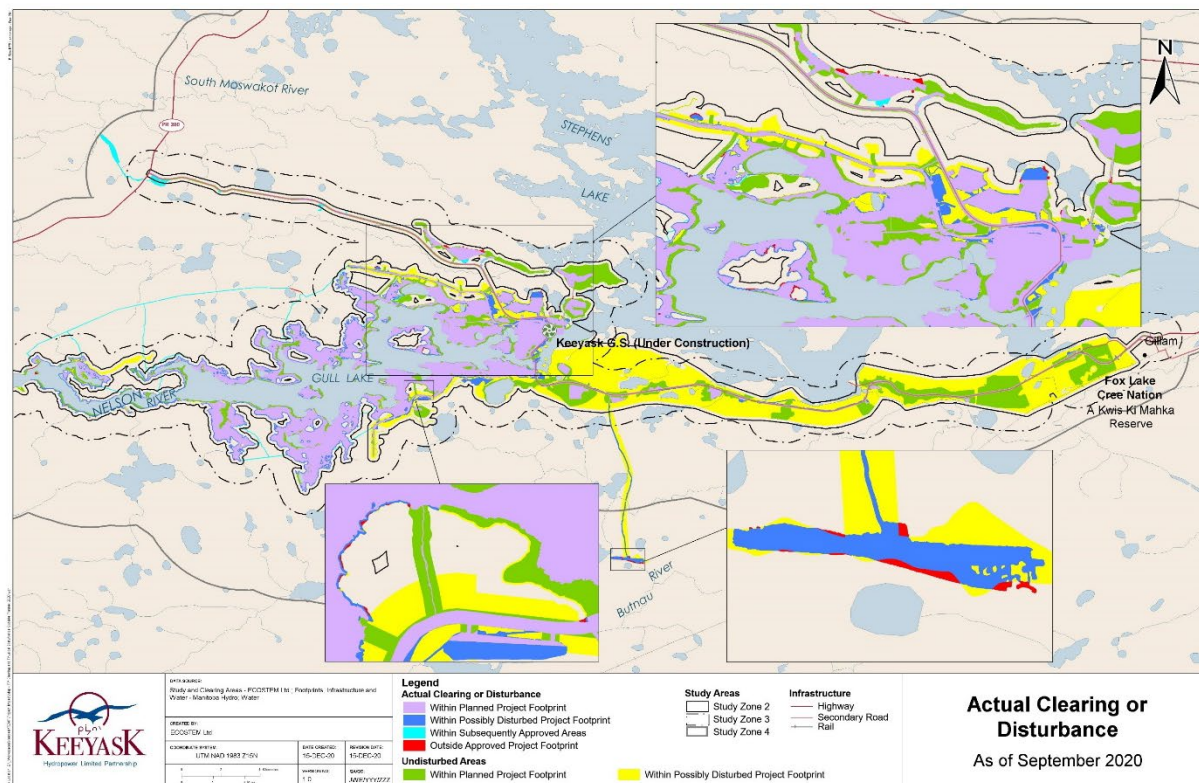 South Moswakot River
STEPHENS
LAKE
N
Keeyask G.S. (Under Construction)
Gillam
GULL LAKE
NELSON RIVER
Fox Lake
Cree Nation
A Kwis Ki Mahka
Reserve
Butnau River
KEEYASK
Hydropower Limited Partnership
DATA SOURCE:
Study and Clearing Areas - ECOSTEM Ltd.; Footprints, Infrastructure and
Water - Manitoba Hydro; Water
CREATED BY:
ECOSTEM Ltd
COORDINATE SYSTEM:
UTM NAD 1983 Z15N
DATE CREATED:
15-DEC-20
REVISION DATE:
15-DEC-20
1.0
Legend
Actual Clearing or Disturbance
Within Planned Project Footprint
Within Possibly Disturbed Project Footprint
Within Subsequently Approved Areas
Outside Approved Project Footprint
Undisturbed Areas
Within Planned Project Footprint
Within Possibly Disturbed Project Footprint
Study Areas
Study Zone 2
Study Zone 3
Study Zone 4
Infrastructure
Highway
Secondary Road
Rail
Actual Clearing or
Disturbance
As of September 2020